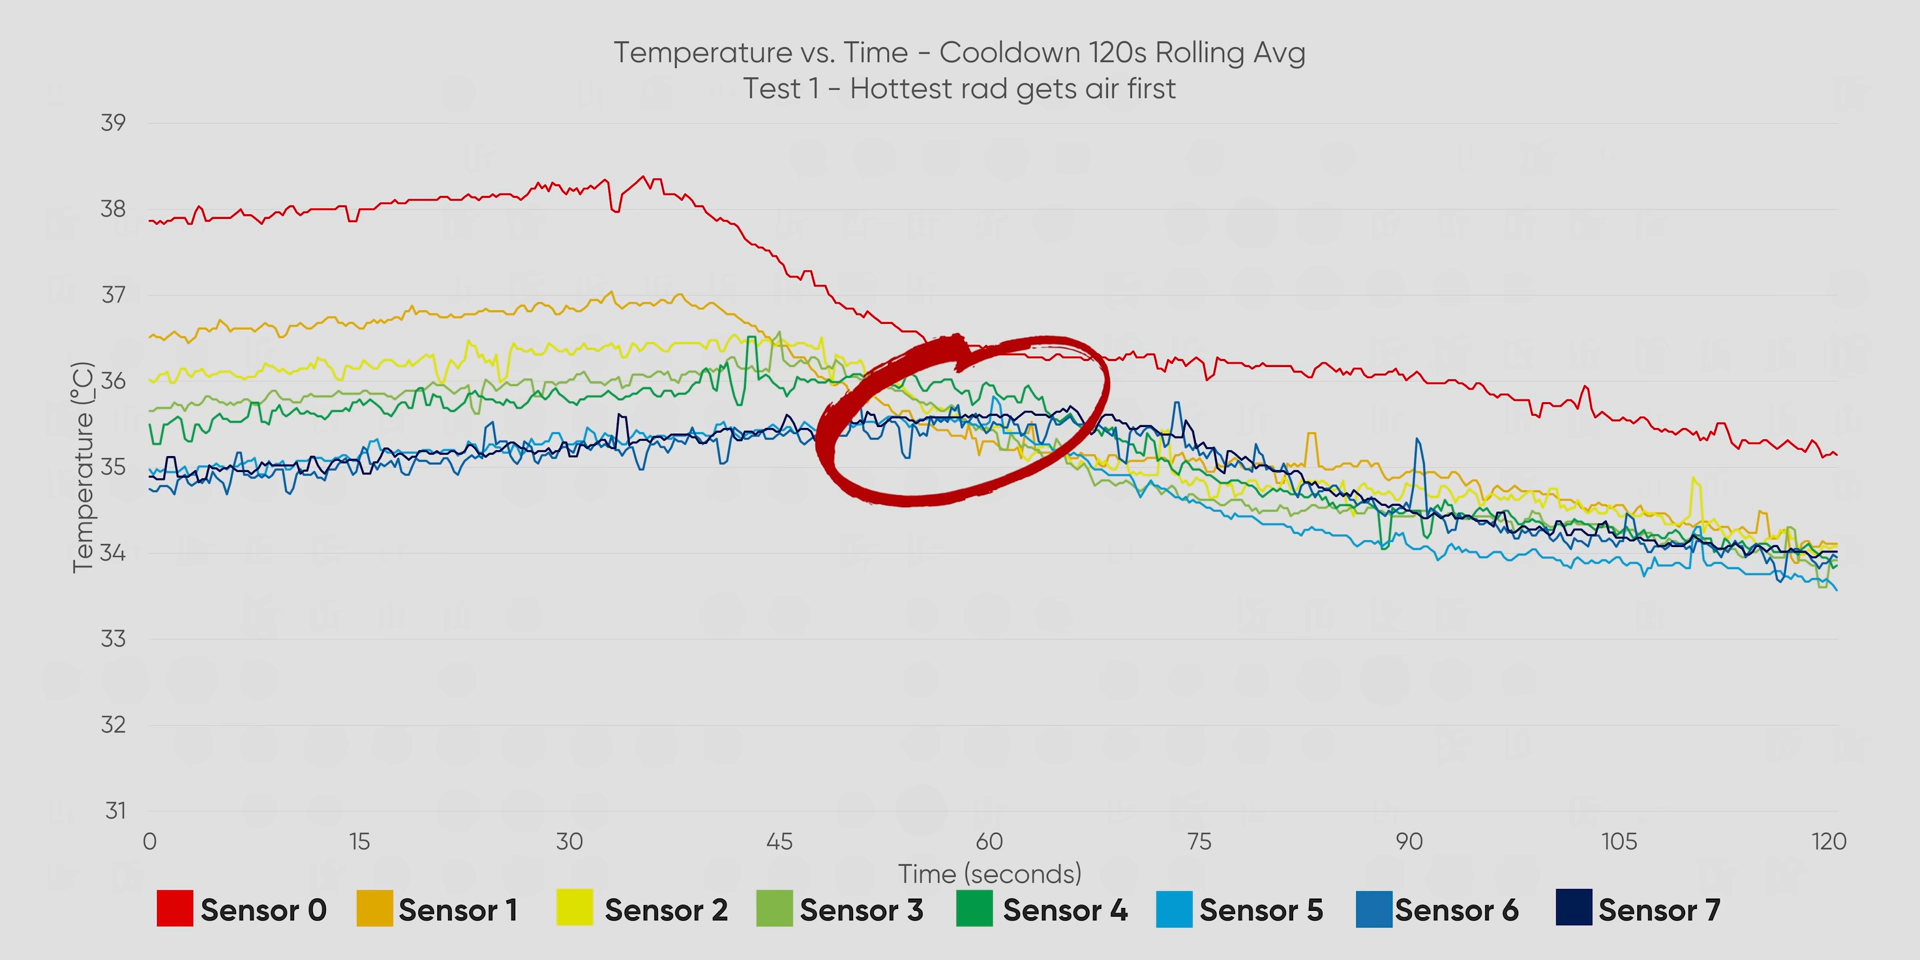 Temperature vs. Time - Cooldown 120s Rolling Avg
Test 1 - Hottest rad gets air first
39
38
37
36
35
34
33
32
31
Temperature (°C)
0 15 30 45 60 75 90 105 120
Time (seconds)
Sensor 0 Sensor 1 Sensor 2 Sensor 3 Sensor 4 Sensor 5 Sensor 6 Sensor 7